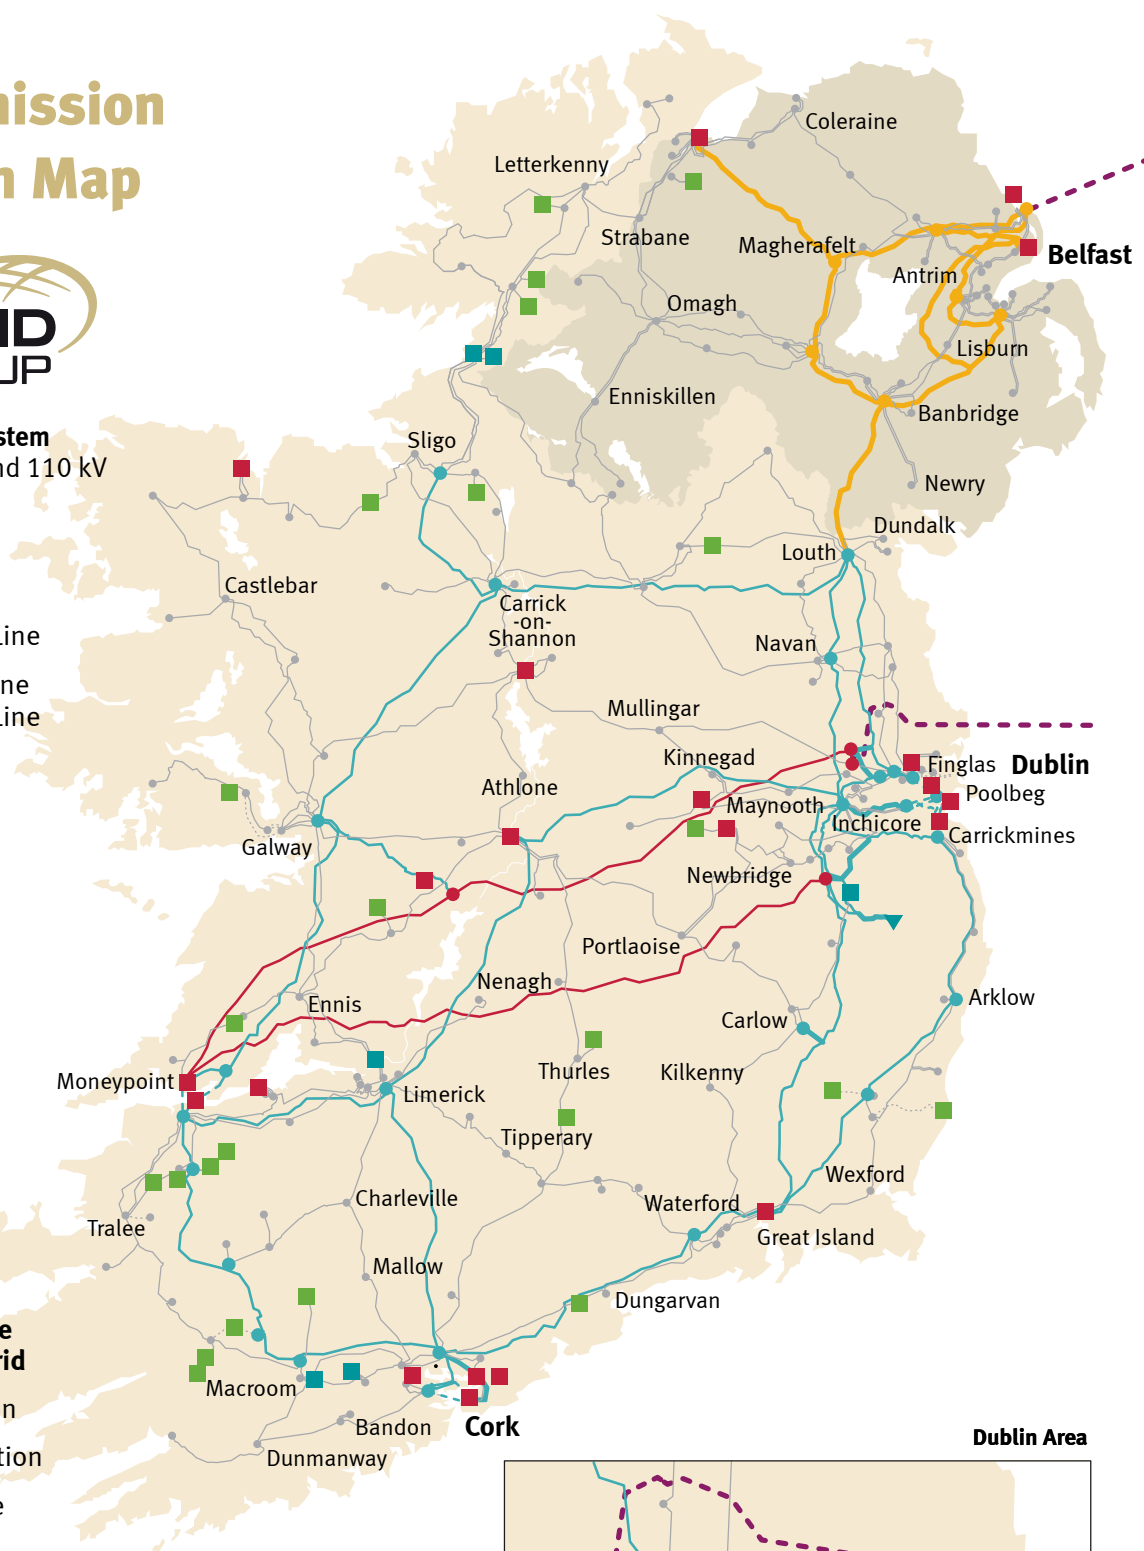 ission
Map
Coleraine
Letterkenny
Strabane
Magherafelt
Belfast
Antrim
Omagh
Lisburn
Enniskillen
Banbridge
stem
Sligo
nd 110 kV
Newry
Dundalk
Louth
Castlebar
Carrick
-on-
Shannon
Line
Navan
ne
Line
Mullingar
Kinnegad
Finglas
Dublin
Athlone
Poolbeg
Maynooth
Inchicore
Carrickmines
Galway
Newbridge
Portlaoise
Nenagh
Arklow
Ennis
Carlow
Moneypoint
Thurles
Kilkenny
Limerick
Tipperary
Wexford
Charleville
Waterford
Tralee
Great Island
Mallow
Dungarvan
e
rid
Macroom
n
Bandon
Cork
Dublin Area
tion
Dunmanway
e